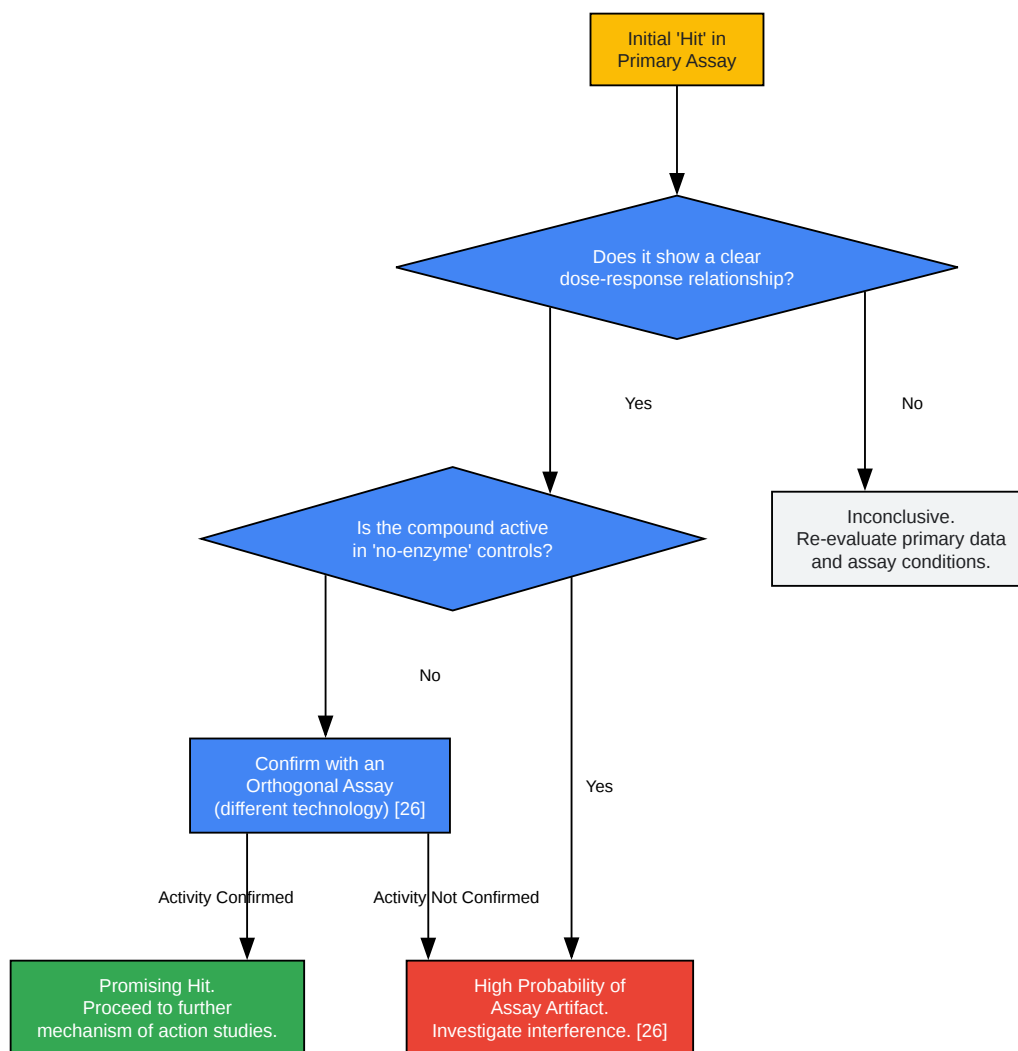 Initial 'Hit' in
Primary Assay
Does it show a clear
dose-response relationship?
Yes
No
Is the compound active
in 'no-enzyme' controls?
Inconclusive.
Re-evaluate primary data
and assay conditions.
No
Confirm with an
Orthogonal Assay
(different technology) [26]
Yes
Activity Confirmed
Activity Not Confirmed
Promising Hit.
Proceed to further
mechanism of action studies.
High Probability of
Assay Artifact.
Investigate interference. [26]